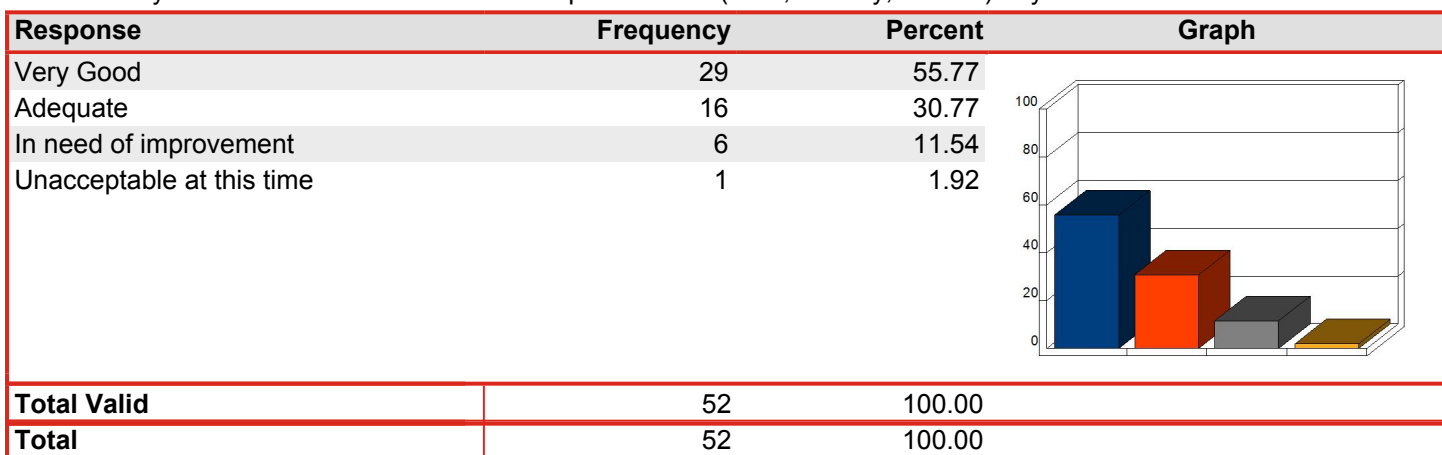 Response Frequency Percent Graph
Very Good 29 55.77
Adequate 16 30.77
In need of improvement 6 11.54
Unacceptable at this time 1 1.92
100
80
60
40
20
0
Total Valid 52 100.00
Total 52 100.00